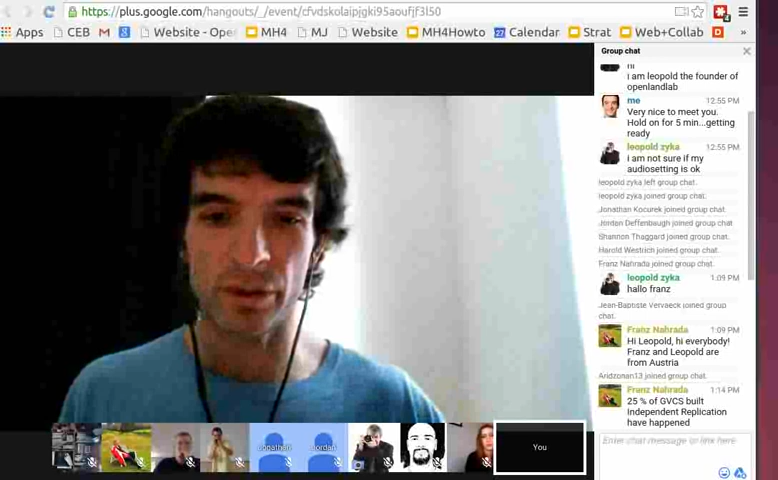 https://plus.google.com/hangouts/_/event/cfvdskolaipjgki95aoufjf3l50
Apps CEB Website - Ope MH4 MJ Website MH4Howto Calendar Strat Web+Collab »
Group chat
hi
i am leopold the founder of
openlandlab
me 12:55 PM
Very nice to meet you.
Hold on for 5 min...getting
ready
leopold zyka 12:55 PM
i am not sure if my
audiosetting is ok
leopold zyka left group chat.
leopold zyka joined group chat.
Jonathan Kocurek joined group chat.
Jordan Deffenbaugh joined group chat
Shannon Thaggard joined group chat.
Harold Westrich joined group chat.
Franz Nahrada joined group chat.
leopold zyka 1:09 PM
hallo franz
Jean-Baptiste Vervaeck joined group
chat.
Franz Nahrada 1:09 PM
Hi Leopold, hi everybody!
Franz and Leopold are
from Austria
Aridzonan13 joined group chat.
Franz Nahrada 1:14 PM
25 % of GVCS built
Independent Replication
have happened
Enter chat message or link here
Jonathan Jordan You